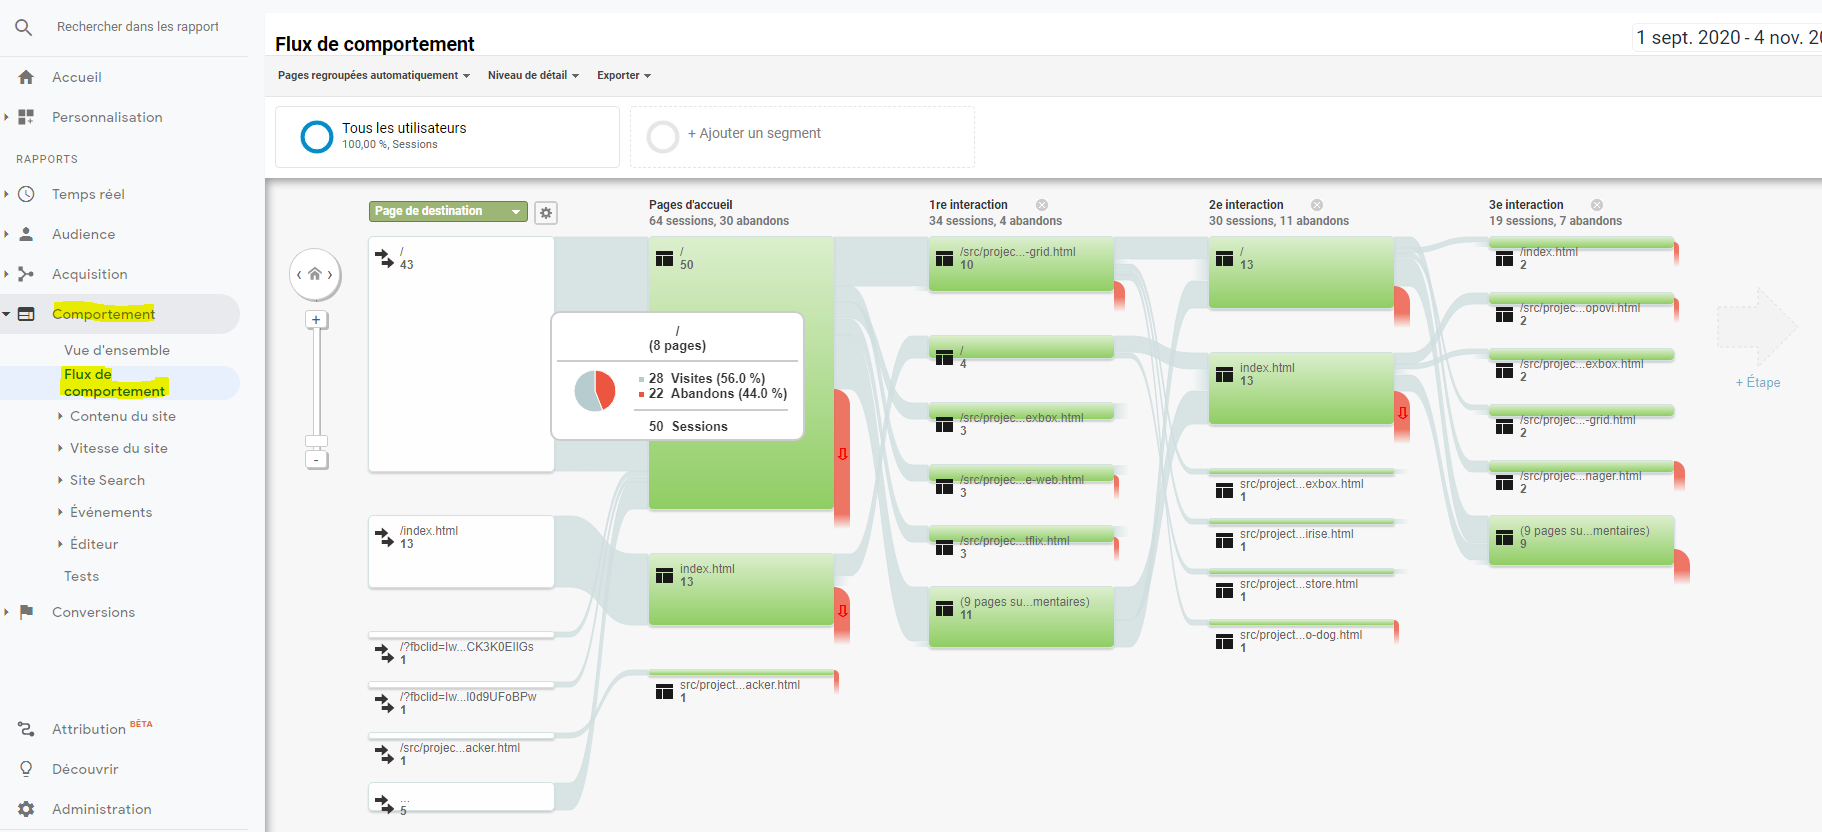 Rechercher dans les rapport
Accueil
Personnalisation
RAPPORTS
Temps réel
Audience
Acquisition
Comportement
Vue d'ensemble
Flux de
comportement
Contenu du site
Vitesse du site
Site Search
Événements
Éditeur
Tests
Conversions
Attribution BÊTA
Découvrir
Administration
Flux de comportement
1 sept. 2020 - 4 nov. 20
Pages regroupées automatiquement
Niveau de détail
Exporter
Tous les utilisateurs
100,00 %, Sessions
+ Ajouter un segment
Page de destination
/
43
/index.html
13
/?fbclid=Iw...CK3K0EIIGs
1
/?fbclid=Iw...I0d9UFoBPw
1
/src/projec...acker.html
1
...
5
+
-
Pages d'accueil
64 sessions, 30 abandons
/
50
/
(8 pages)
28 Visites (56.0 %)
22 Abandons (44.0 %)
50 Sessions
index.html
13
src/project...acker.html
1
1re interaction
34 sessions, 4 abandons
/src/projec...-grid.html
10
/
4
/src/projec...exbox.html
3
/src/projec...e-web.html
3
/src/projec...tflix.html
3
(9 pages su...mentaires)
11
2e interaction
30 sessions, 11 abandons
/
13
index.html
13
src/project...exbox.html
1
src/project...irise.html
1
src/project...store.html
1
src/project...o-dog.html
1
3e interaction
19 sessions, 7 abandons
/index.html
2
/src/projec...opovi.html
2
/src/projec...exbox.html
2
/src/projec...-grid.html
2
/src/projec...nager.html
2
(9 pages su...mentaires)
9
+ Étape